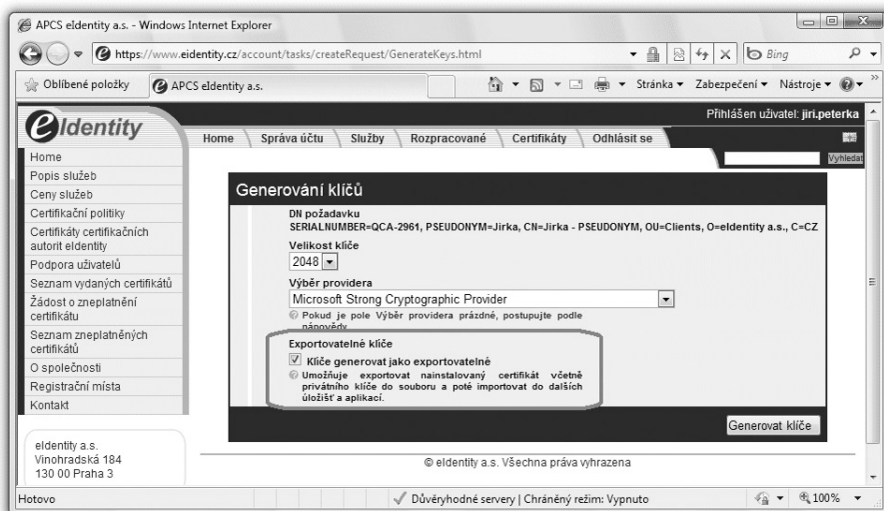 APCS eIdentity a.s. - Windows Internet Explorer
https://www.eidentity.cz/account/tasks/createRequest/GenerateKeys.html
Bing
Oblíbené položky
APCS eIdentity a.s.
Stránka
Zabezpečení
Nástroje
eIdentity
Přihlášen uživatel: jiri.peterka
Home
Správa účtu
Služby
Rozpracované
Certifikáty
Odhlásit se
Vyhledat
Home
Popis služeb
Ceny služeb
Certifikační politiky
Certifikáty certifikačních
autorit eIdentity
Podpora uživatelů
Seznam vydaných certifikátů
Žádost o zneplatnění
certifikátu
Seznam zneplatněných
certifikátů
O společnosti
Registrační místa
Kontakt
eIdentity a.s.
Vinohradská 184
130 00 Praha 3
Generování klíčů
DN požadavku
SERIALNUMBER=QCA-2961, PSEUDONYM=Jirka, CN=Jirka - PSEUDONYM, OU=Clients, O=eIdentity a.s., C=CZ
Velikost klíče
2048
Výběr providera
Microsoft Strong Cryptographic Provider
Pokud je pole Výběr providera prázdné, postupujte podle
nápovědy
Exportovatelné klíče
Klíče generovat jako exportovatelné
Umožňuje exportovat nainstalovaný certifikát včetně
privátního klíče do souboru a poté importovat do dalších
úložišť a aplikací.
Generovat klíče
© eIdentity a.s. Všechna práva vyhrazena
Hotovo
Důvěryhodné servery | Chráněný režim: Vypnuto
100%